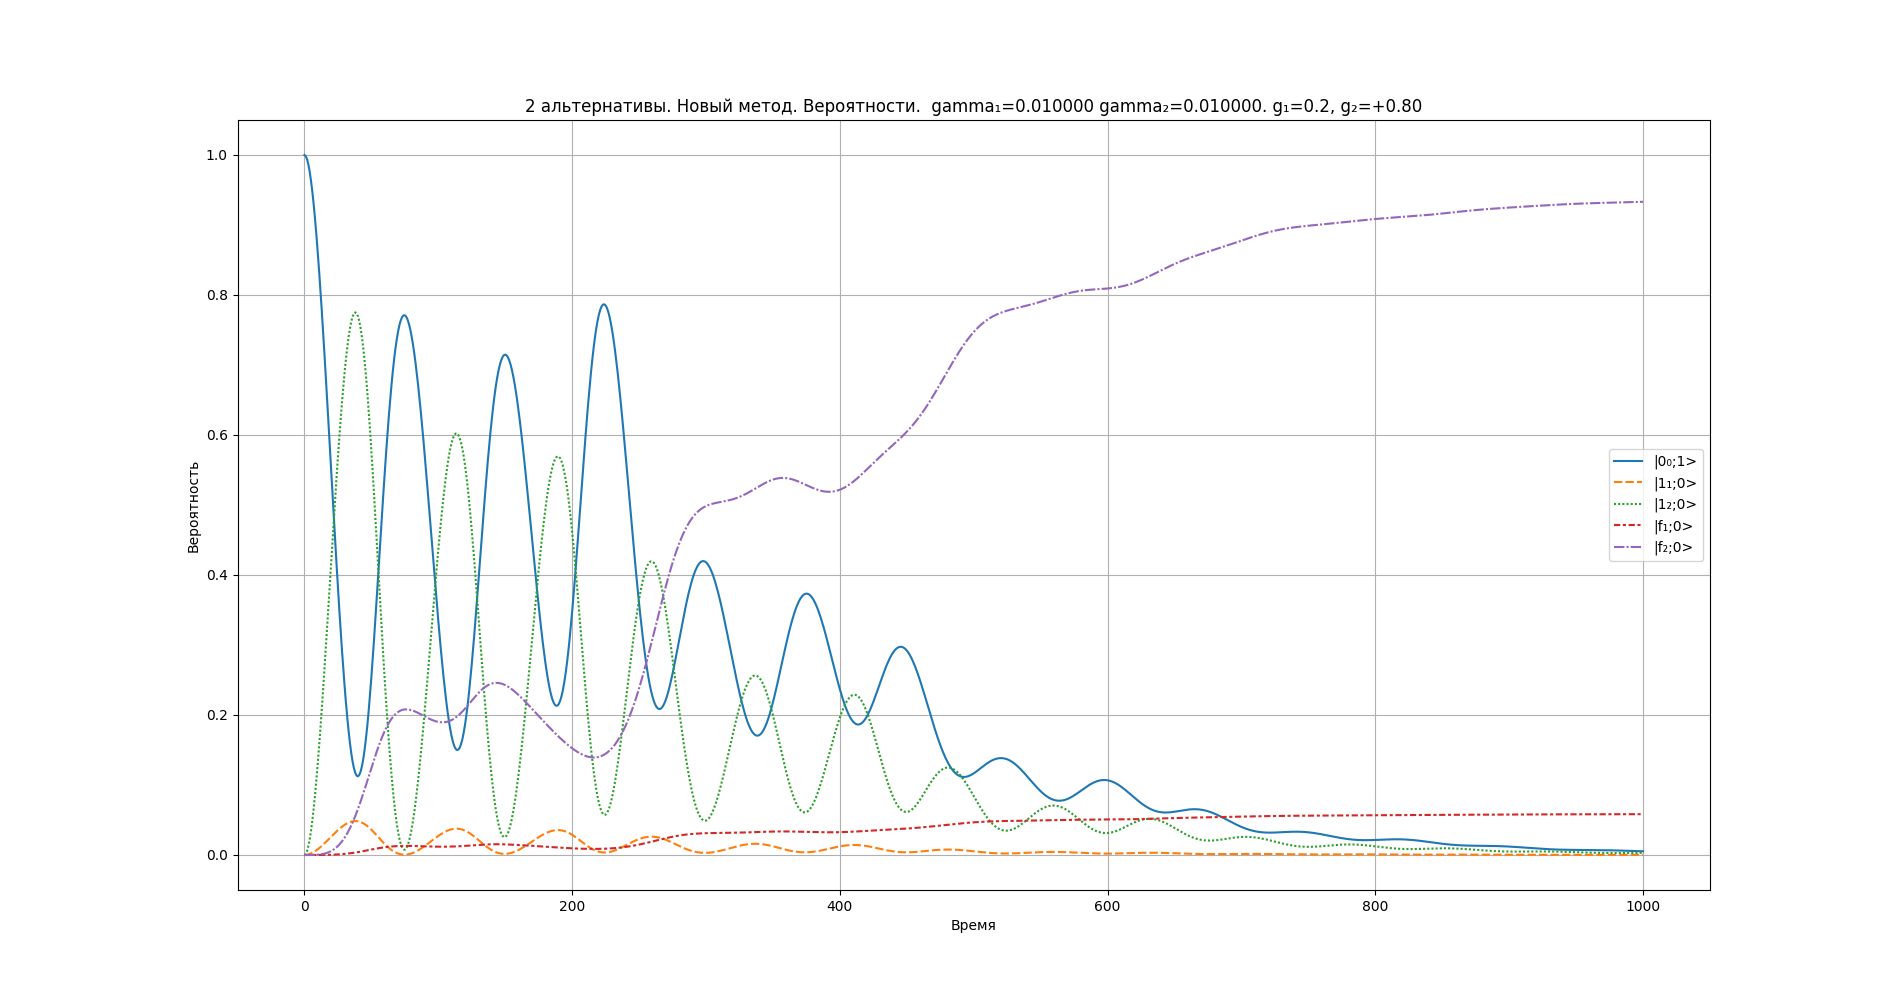 2 альтернативы. Новый метод. Вероятности.  gamma₁=0.010000 gamma₂=0.010000. g₁=0.2, g₂=+0.80
1.0
0.8
0.6
0.4
0.2
0.0
Вероятность
|0₀;1>
|1₁;0>
|1₂;0>
|f₁;0>
|f₂;0>
0 200 400 600 800 1000
Время